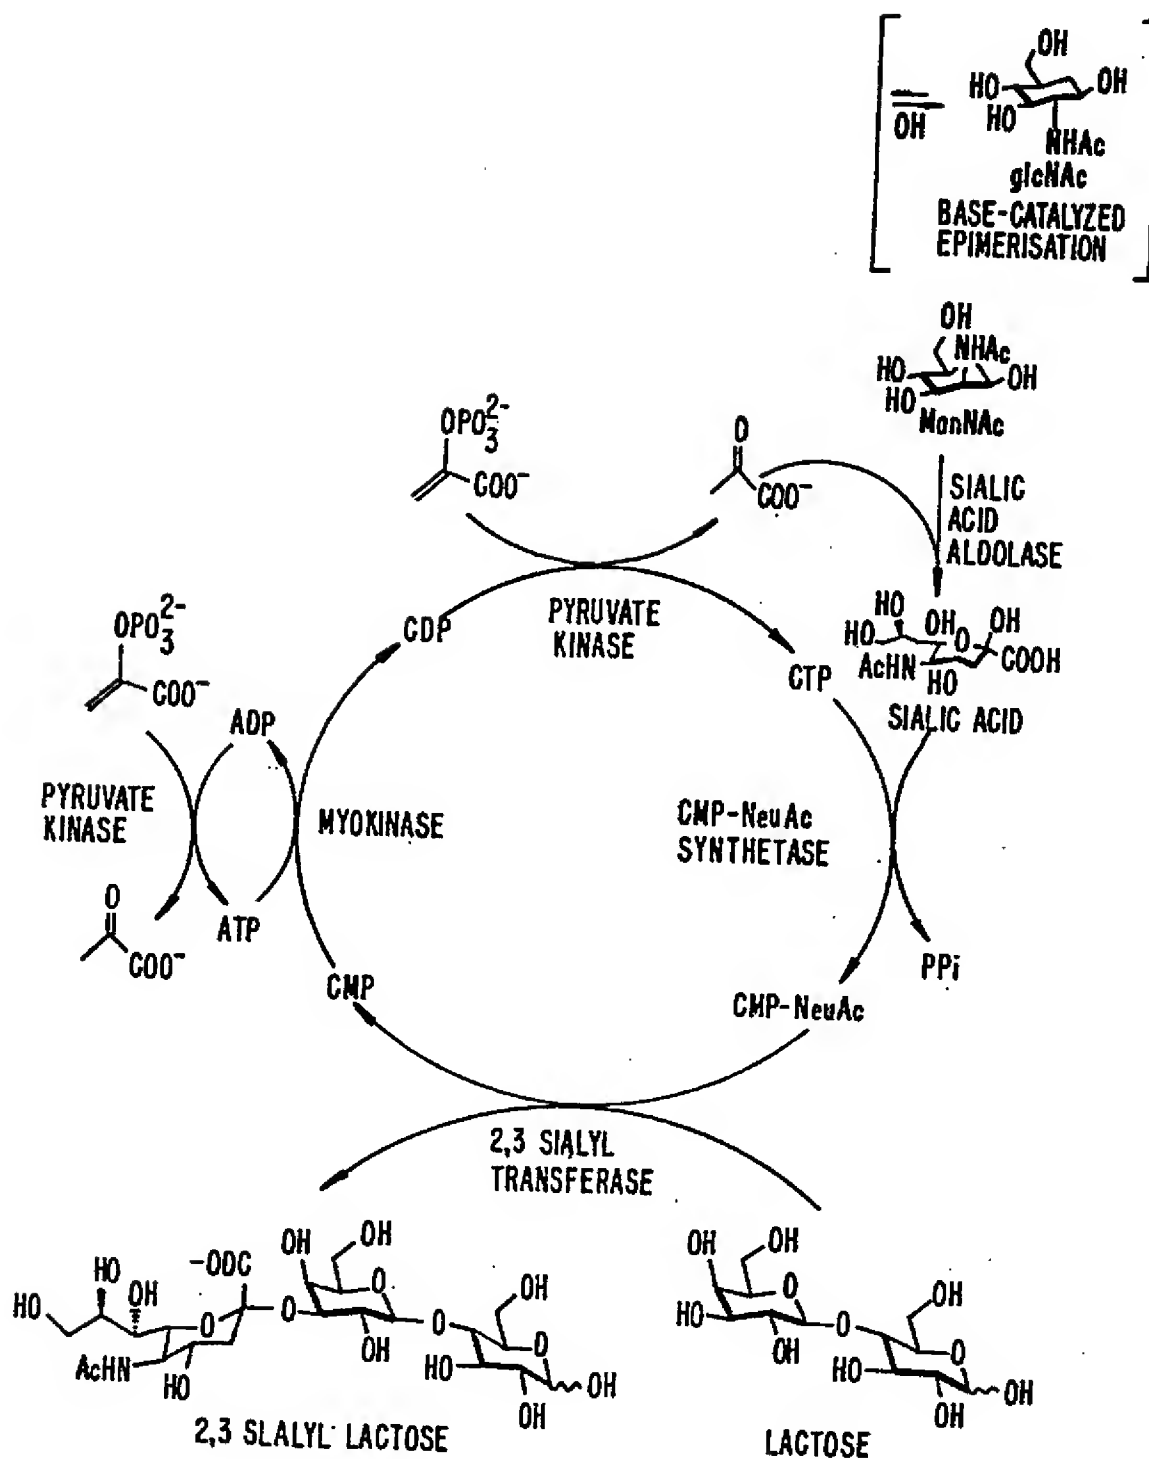 OH
HO
OH
HO
OH
NHAc
glcNAc
BASE-CATALYZED
EPIMERISATION
OH
NHAc
HO
OH
HO
ManNAc
OPO3 2-
COO-
O
COO-
SIALIC
ACID
ALDOLASE
PYRUVATE
KINASE
CDP
CTP
HO
OH
OH
HO
O
COOH
AcHN
HO
SIALIC ACID
OPO3 2-
COO-
ADP
PYRUVATE
KINASE
MYOKINASE
CMP-NeuAc
SYNTHETASE
O
COO-
ATP
CMP
PPi
CMP-NeuAc
2,3 SIALYL
TRANSFERASE
HO
HO
OH
-OOC
O
AcHN
HO
O
OH
OH
O
OH
O
OH
O
HO
OH
OH
2,3 SLALYL LACTOSE
OH
OH
O
HO
OH
O
OH
O
HO
OH
OH
LACTOSE